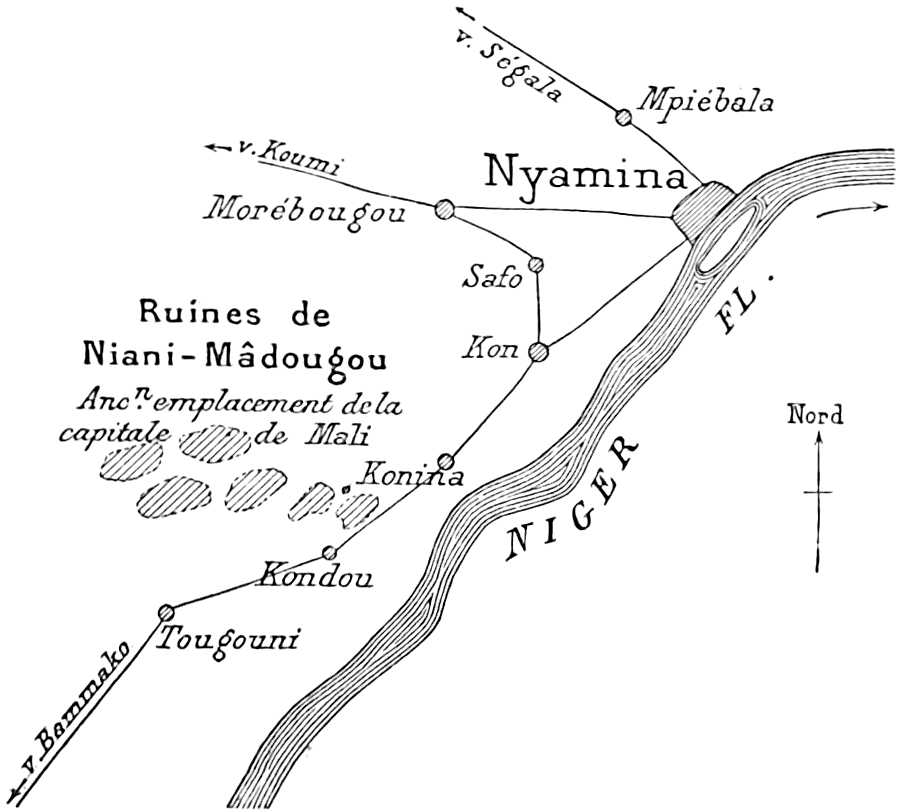 v. Ségala
Mpiébala
v. Koumi
Nyamina
Morébougou
Safo
FL.
Ruines de
Niani-Mâdougou
Kon
Anc.ⁿ emplacement de la
capitale de Mali
Nord
Konina
NIGER
Kondou
Tougouni
v. Bammako